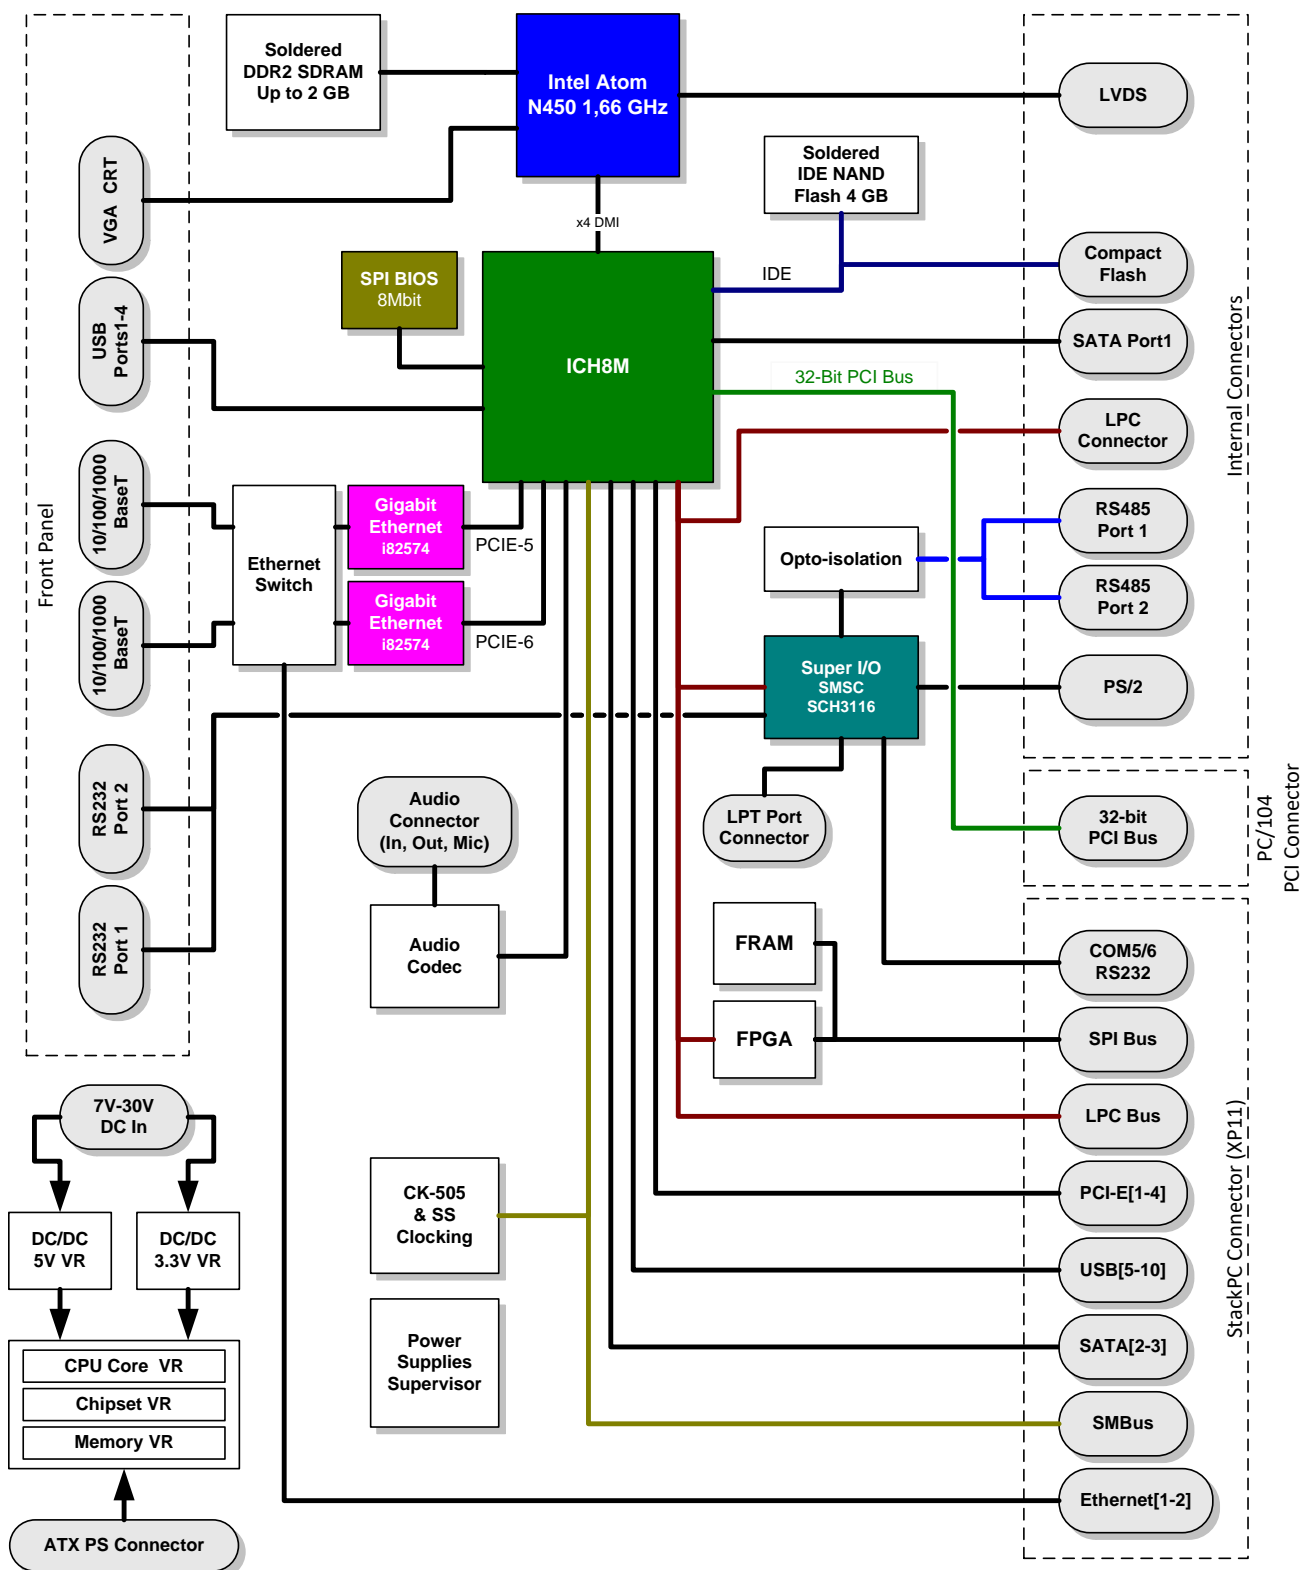 Soldered
DDR2 SDRAM
Up to 2 GB
Intel Atom
N450 1,66 GHz
LVDS
VGA CRT
Soldered
IDE NAND
Flash 4 GB
x4 DMI
SPI BIOS
8Mbit
IDE
Compact
Flash
USB
Ports1-4
ICH8M
SATA Port1
32-Bit PCI Bus
Internal Connectors
LPC
Connector
Front Panel
10/100/1000
BaseT
Gigabit
Ethernet
i82574
PCIE-5
RS485
Port 1
Ethernet
Switch
Opto-isolation
10/100/1000
BaseT
Gigabit
Ethernet
i82574
PCIE-6
RS485
Port 2
Super I/O
SMSC
SCH3116
PS/2
RS232
Port 2
Audio
Connector
(In, Out, Mic)
LPT Port
Connector
32-bit
PCI Bus
PC/104
PCI Connector
RS232
Port 1
Audio
Codec
FRAM
COM5/6
RS232
FPGA
SPI Bus
7V-30V
DC In
LPC Bus
StackPC Connector (XP11)
CK-505
& SS
Clocking
PCI-E[1-4]
DC/DC
5V VR
DC/DC
3.3V VR
USB[5-10]
Power
Supplies
Supervisor
SATA[2-3]
CPU Core VR
Chipset VR
Memory VR
SMBus
Ethernet[1-2]
ATX PS Connector